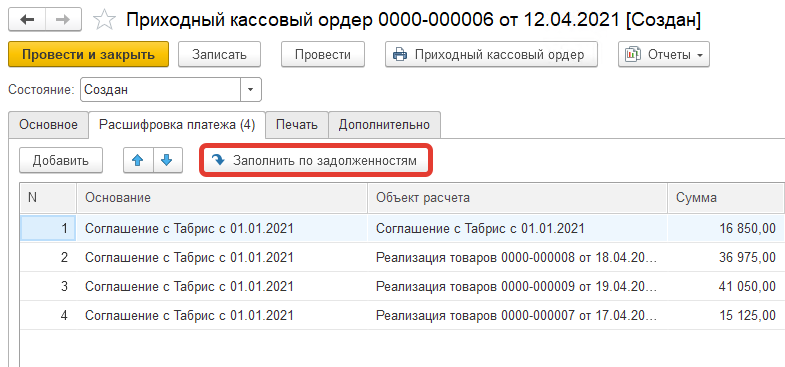 Приходный кассовый ордер 0000-000006 от 12.04.2021 [Создан]
Провести и закрыть Записать Провести Приходный кассовый ордер Отчеты
Состояние: Создан
Основное Расшифровка платежа (4) Печать Дополнительно
Добавить Заполнить по задолженностям
N Основание Объект расчета Сумма
1 Соглашение с Табрис с 01.01.2021 Соглашение с Табрис с 01.01.2021 16 850,00
2 Соглашение с Табрис с 01.01.2021 Реализация товаров 0000-000008 от 18.04.20... 36 975,00
3 Соглашение с Табрис с 01.01.2021 Реализация товаров 0000-000009 от 19.04.20... 41 050,00
4 Соглашение с Табрис с 01.01.2021 Реализация товаров 0000-000007 от 17.04.20... 15 125,00